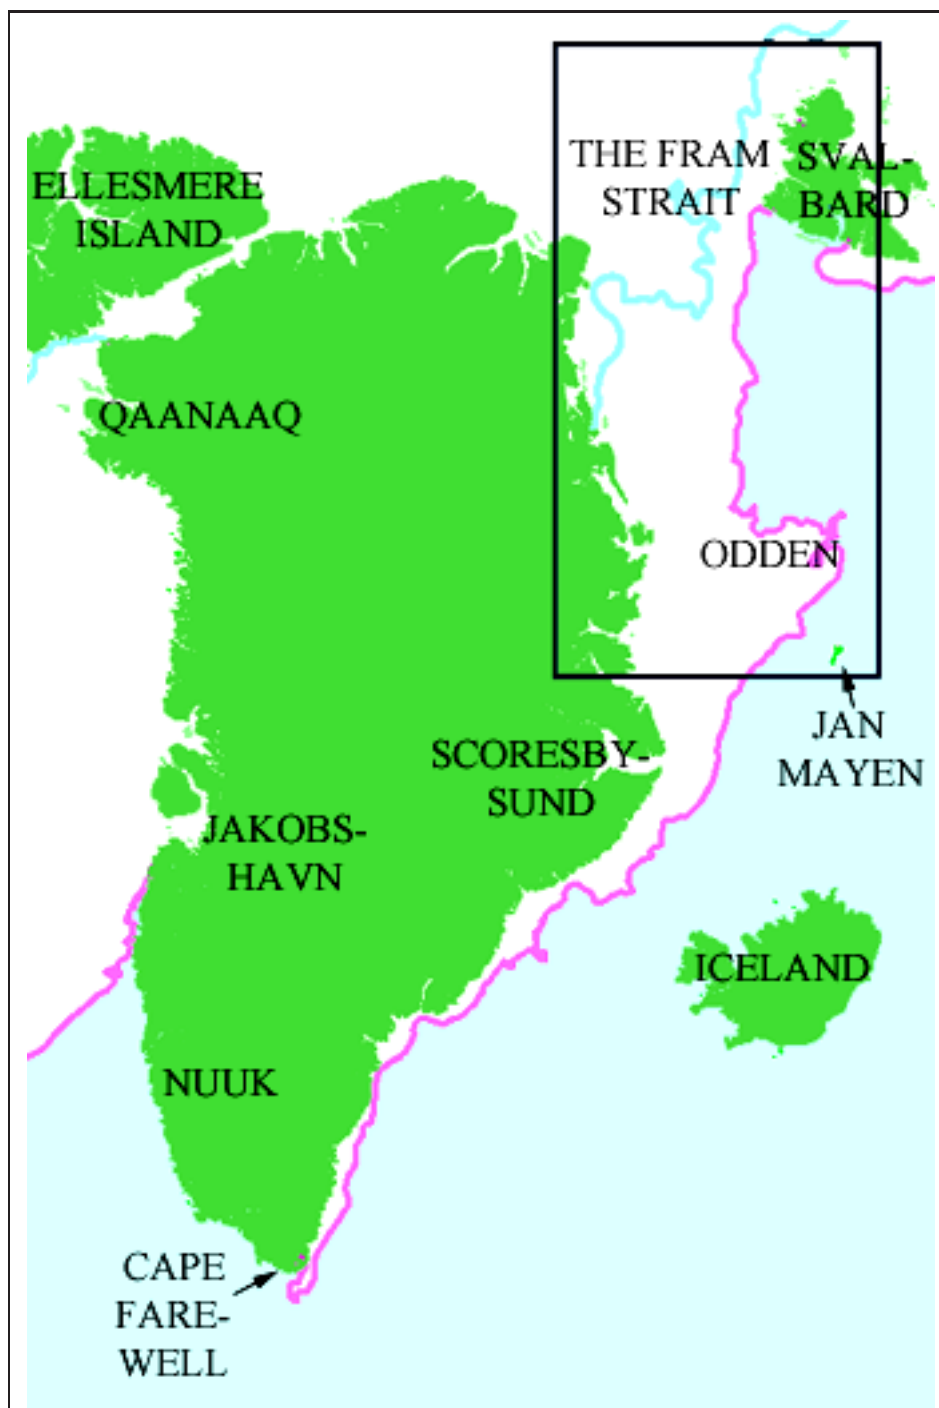 THE FRAM
STRAIT
SVAL-
BARD
ELLESMERE
ISLAND
QAANAAQ
ODDEN
JAN
MAYEN
SCORESBY-
SUND
JAKOBS-
HAVN
ICELAND
NUUK
CAPE
FARE-
WELL